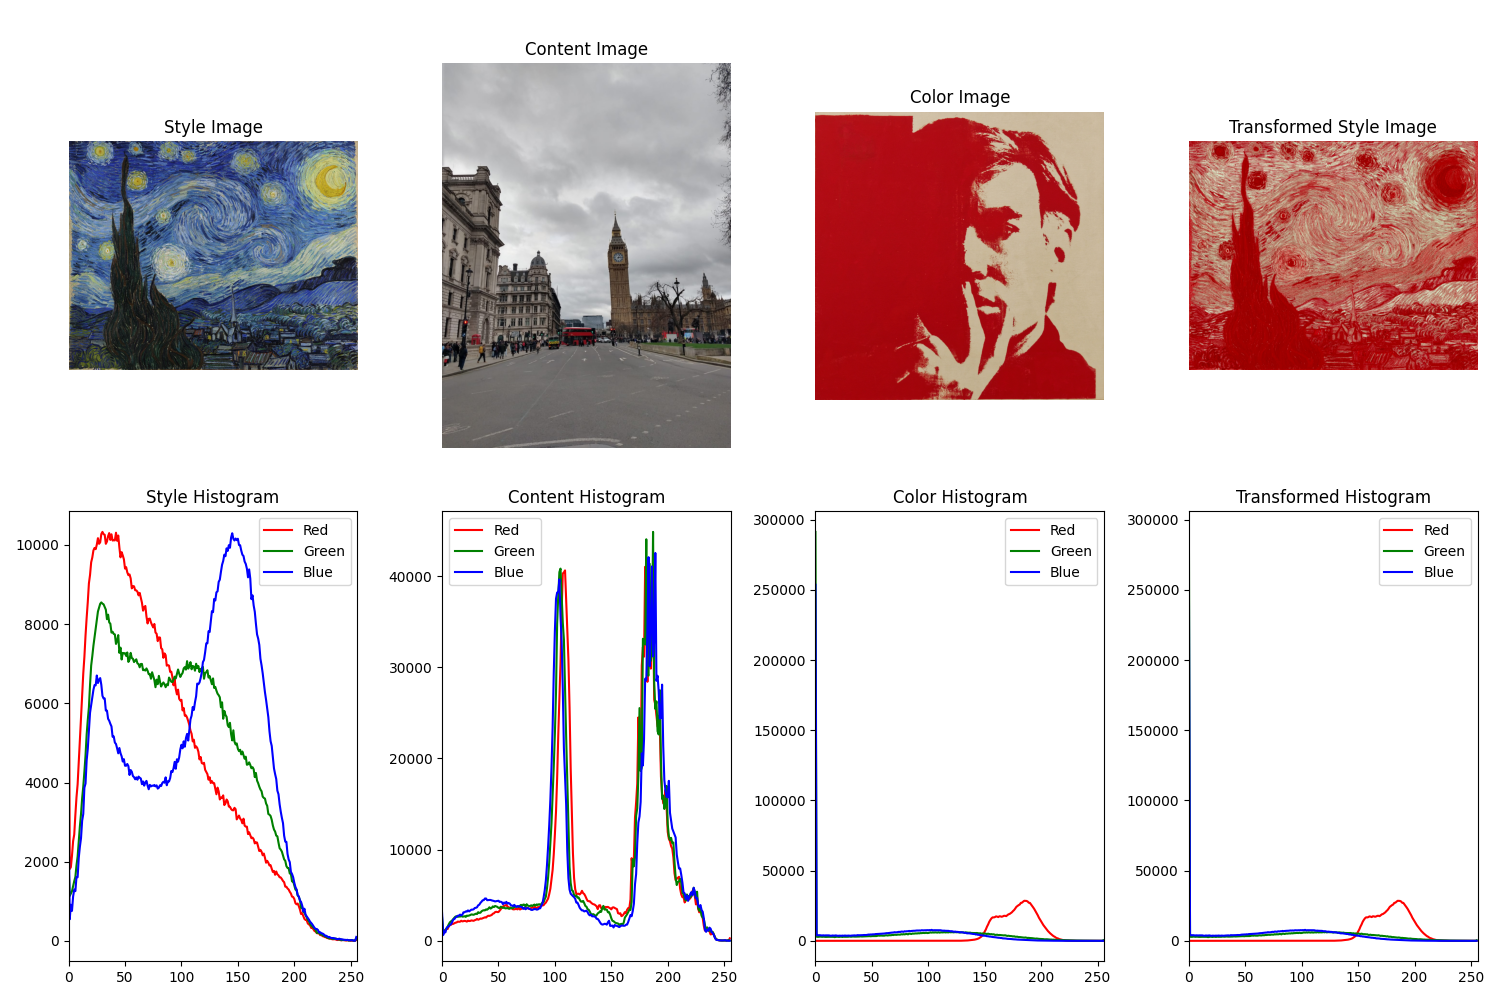 Style Image
Content Image
Color Image
Transformed Style Image
Style Histogram
10000
8000
6000
4000
2000
0
0 50 100 150 200 250
Red
Green
Blue
Content Histogram
40000
30000
20000
10000
0
0 50 100 150 200 250
Red
Green
Blue
Color Histogram
300000
250000
200000
150000
100000
50000
0
0 50 100 150 200 250
Red
Green
Blue
Transformed Histogram
300000
250000
200000
150000
100000
50000
0
0 50 100 150 200 250
Red
Green
Blue